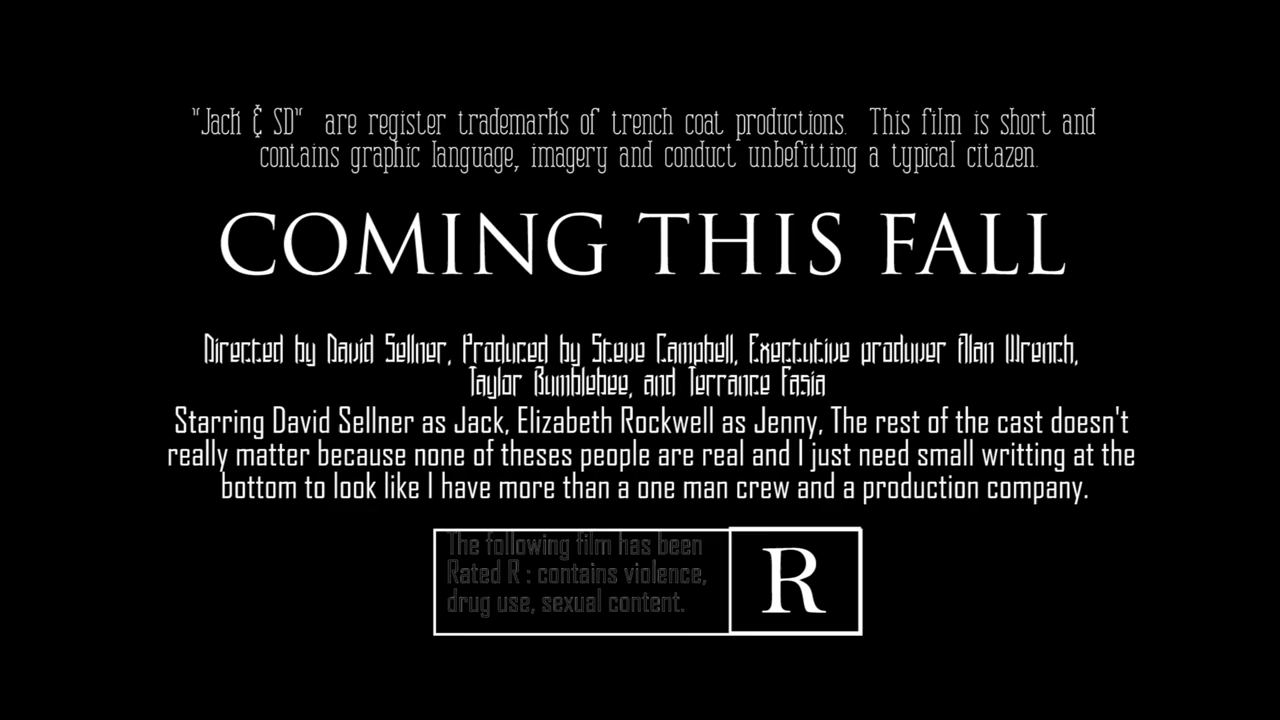 "Jack & SD" are register trademarks of trench coat productions. This film is short and
contains graphic language, imagery and conduct unbefitting a typical citazen.
COMING THIS FALL
Directed by David Sellner, Produced by Steve Campbell, Exectutive produver Alan Wrench,
Taylor Bumblebee, and Terrance Fasia
Starring David Sellner as Jack, Elizabeth Rockwell as Jenny, The rest of the cast doesn't
really matter because none of theses people are real and I just need small writting at the
bottom to look like I have more than a one man crew and a production company.
The following film has been
Rated R : contains violence,
drug use, sexual content.
R